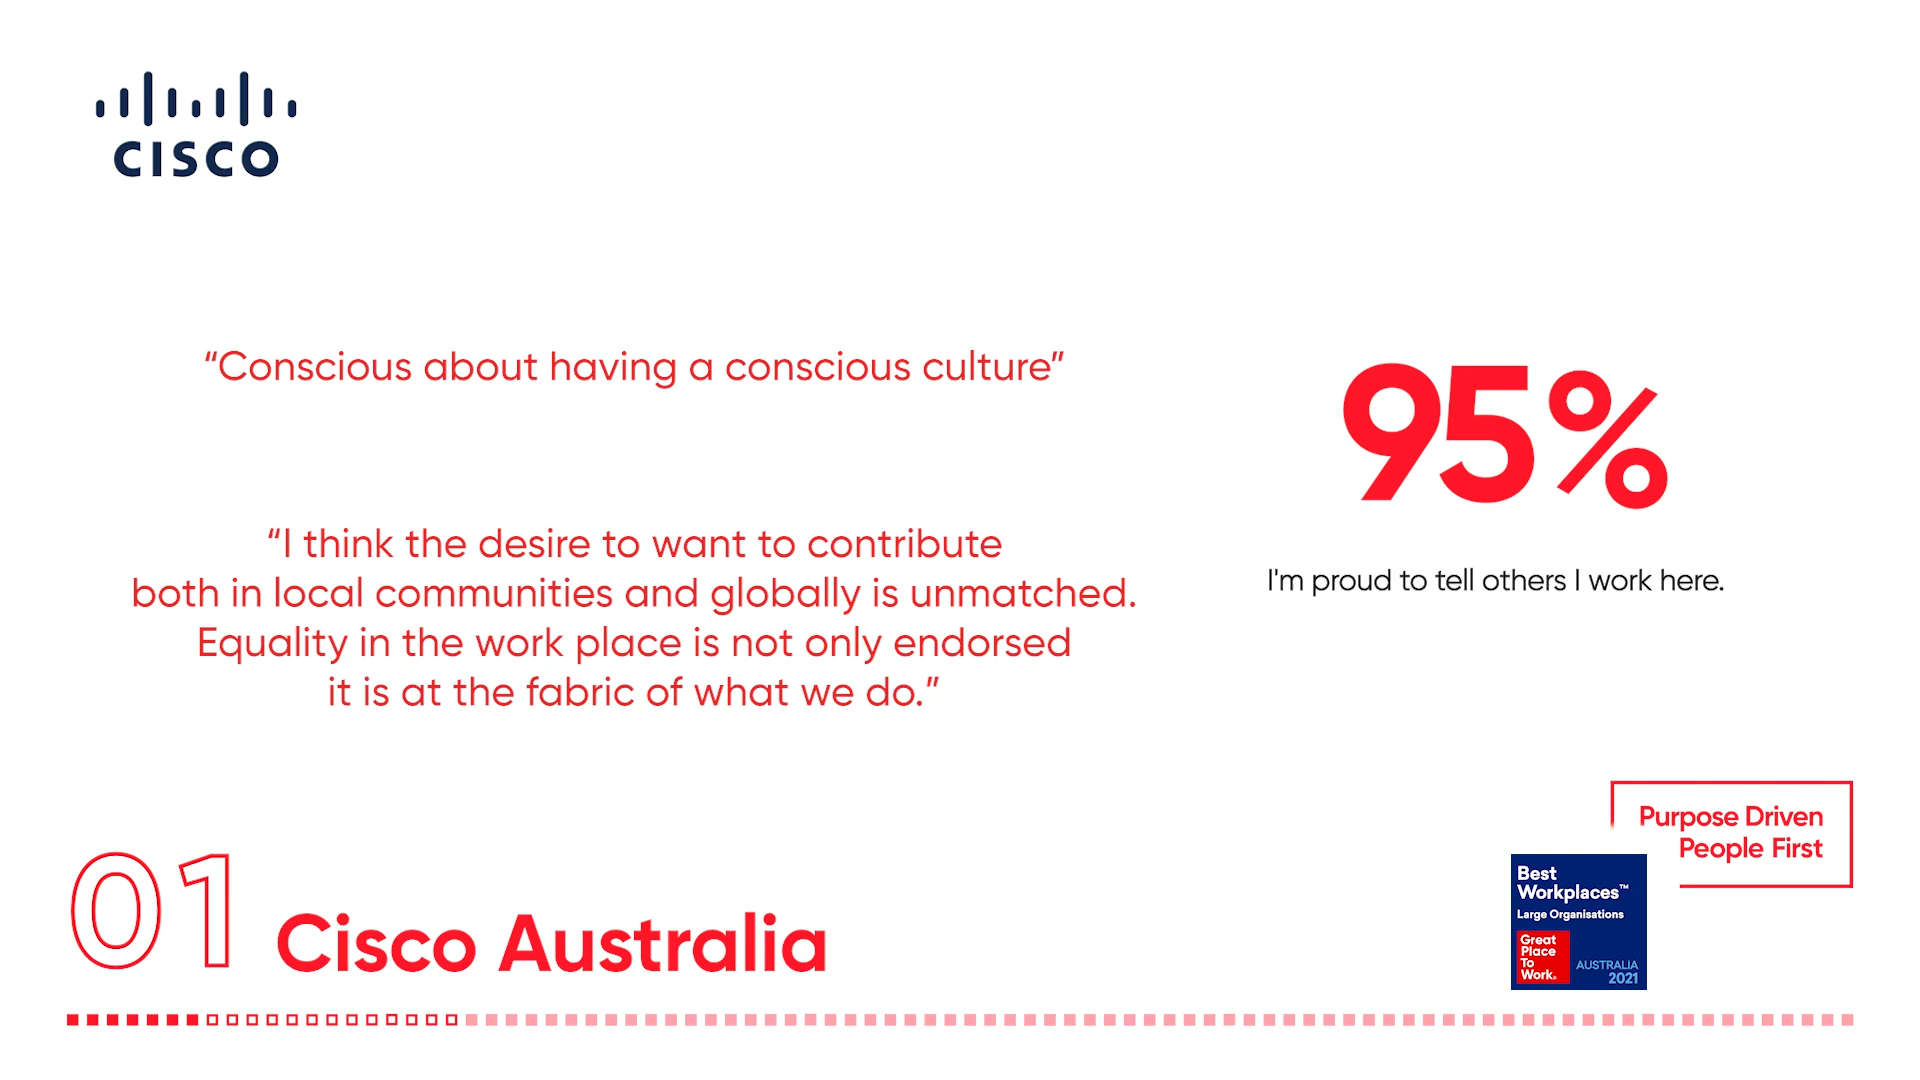 CISCO
“Conscious about having a conscious culture”
“I think the desire to want to contribute
both in local communities and globally is unmatched.
Equality in the work place is not only endorsed
it is at the fabric of what we do.”
95%
I'm proud to tell others I work here.
Purpose Driven
People First
Best
Workplaces™
Large Organisations
Great
Place
To
Work.
AUSTRALIA
2021
01 Cisco Australia